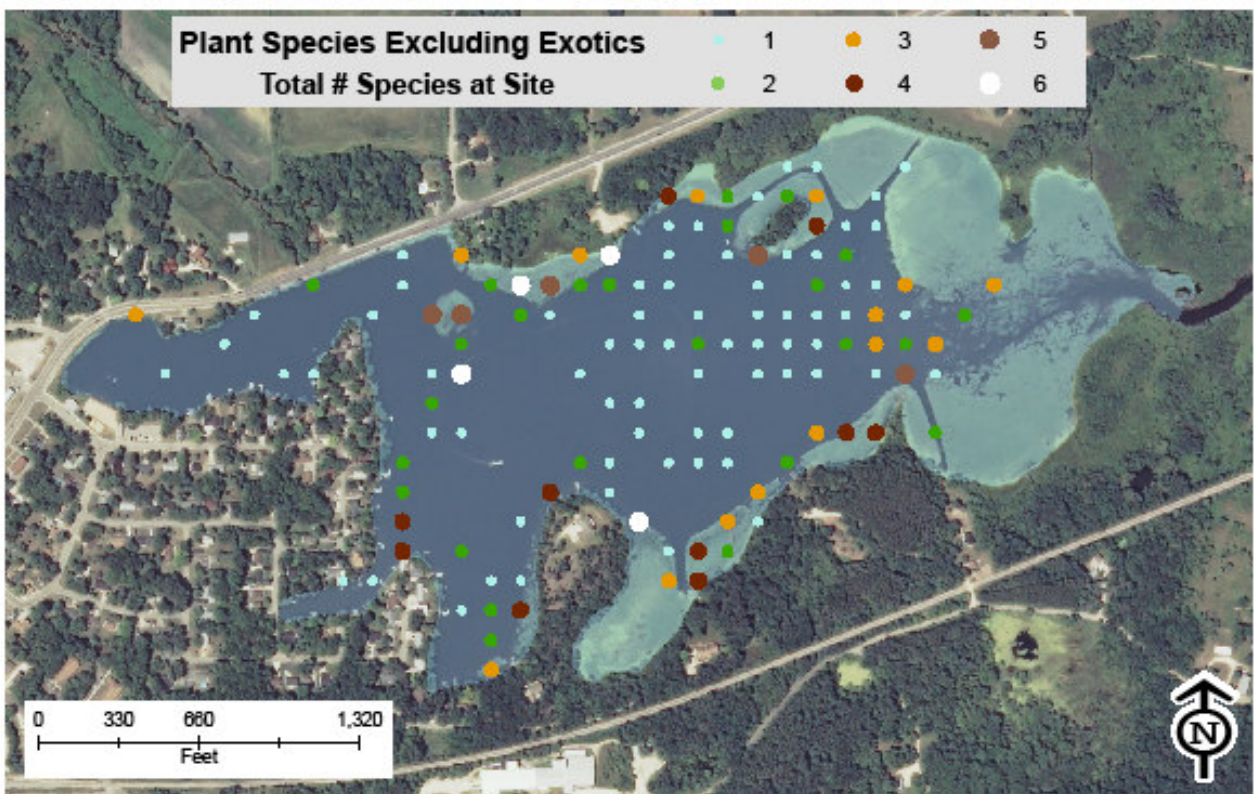 Plant Species Excluding Exotics 1 3 5
Total # Species at Site 2 4 6
0 330 660 1,320
Feet
N